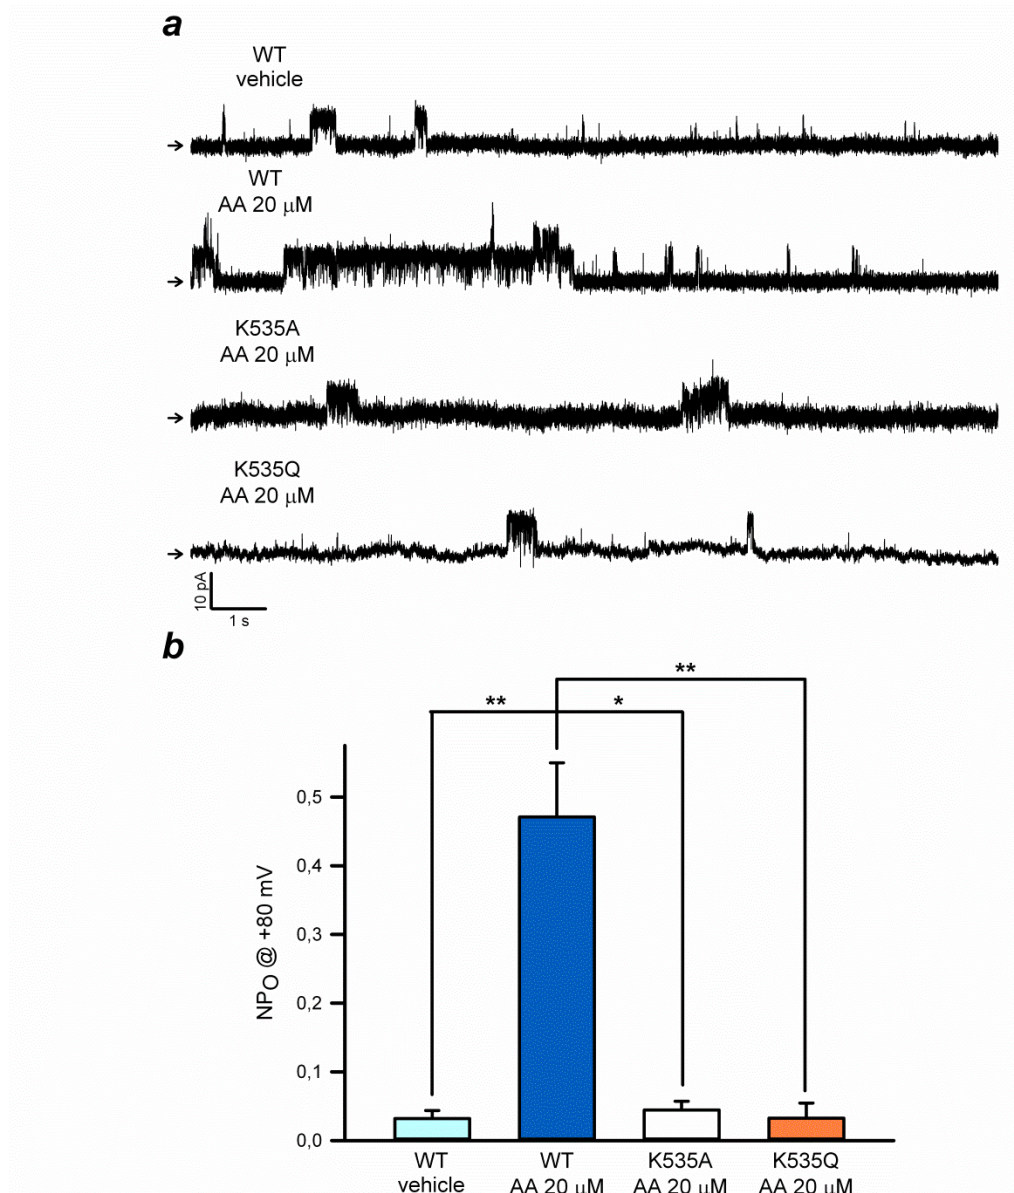 a
WT
vehicle
WT
AA 20 μM
K535A
AA 20 μM
K535Q
AA 20 μM
10 pA
1 s
b
**
**
*
NPO @ +80 mV
0,5
0,4
0,3
0,2
0,1
0,0
WT
vehicle
WT
AA 20 μM
K535A
AA 20 μM
K535Q
AA 20 μM